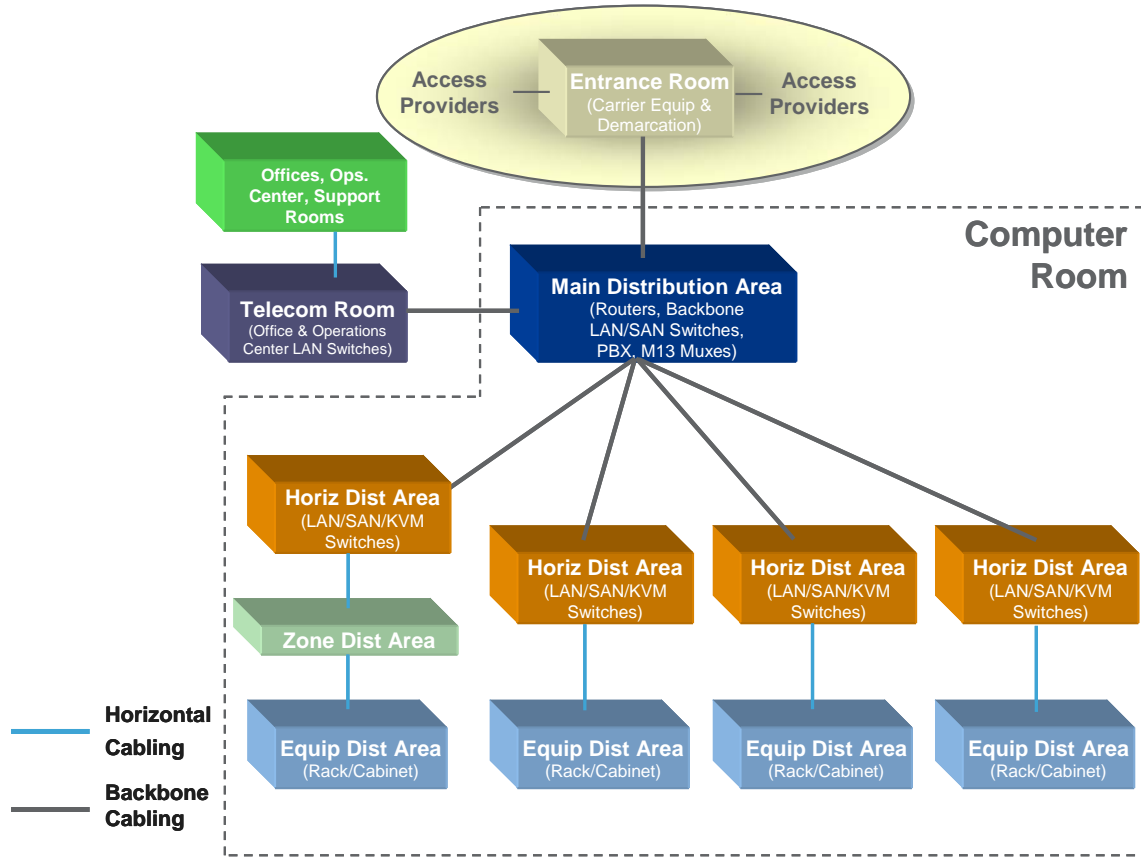 Access
Providers
Entrance Room
(Carrier Equip &
Demarcation)
Access
Providers
Offices, Ops.
Center, Support
Rooms
Computer
Room
Telecom Room
(Office & Operations
Center LAN Switches)
Main Distribution Area
(Routers, Backbone
LAN/SAN Switches,
PBX, M13 Muxes)
Horiz Dist Area
(LAN/SAN/KVM
Switches)
Horiz Dist Area
(LAN/SAN/KVM
Switches)
Horiz Dist Area
(LAN/SAN/KVM
Switches)
Horiz Dist Area
(LAN/SAN/KVM
Switches)
Zone Dist Area
Equip Dist Area
(Rack/Cabinet)
Equip Dist Area
(Rack/Cabinet)
Equip Dist Area
(Rack/Cabinet)
Equip Dist Area
(Rack/Cabinet)
Horizontal
Cabling
Backbone
Cabling